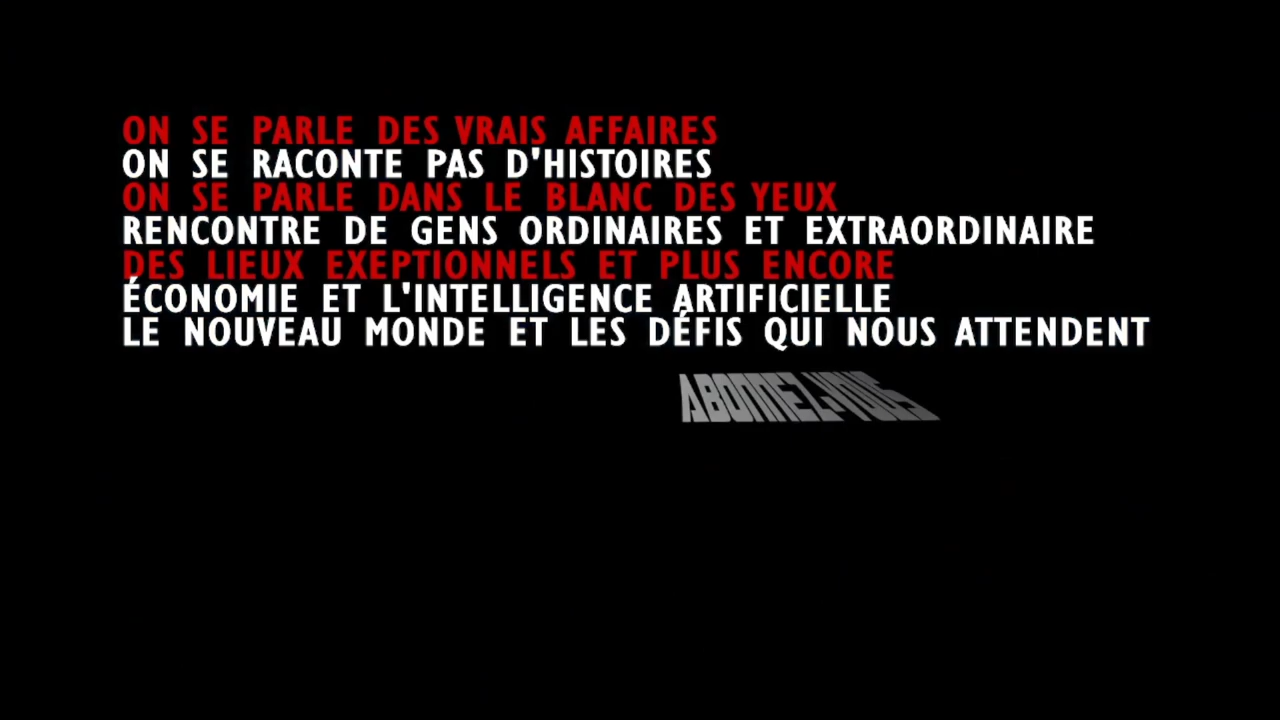 ON SE PARLE DES VRAIS AFFAIRES
ON SE RACONTE PAS D'HISTOIRES
ON SE PARLE DANS LE BLANC DES YEUX
RENCONTRE DE GENS ORDINAIRES ET EXTRAORDINAIRE
DES LIEUX EXEPTIONNELS ET PLUS ENCORE
ÉCONOMIE ET L'INTELLIGENCE ARTIFICIELLE
LE NOUVEAU MONDE ET LES DÉFIS QUI NOUS ATTENDENT
ABONNEZ-VOUS